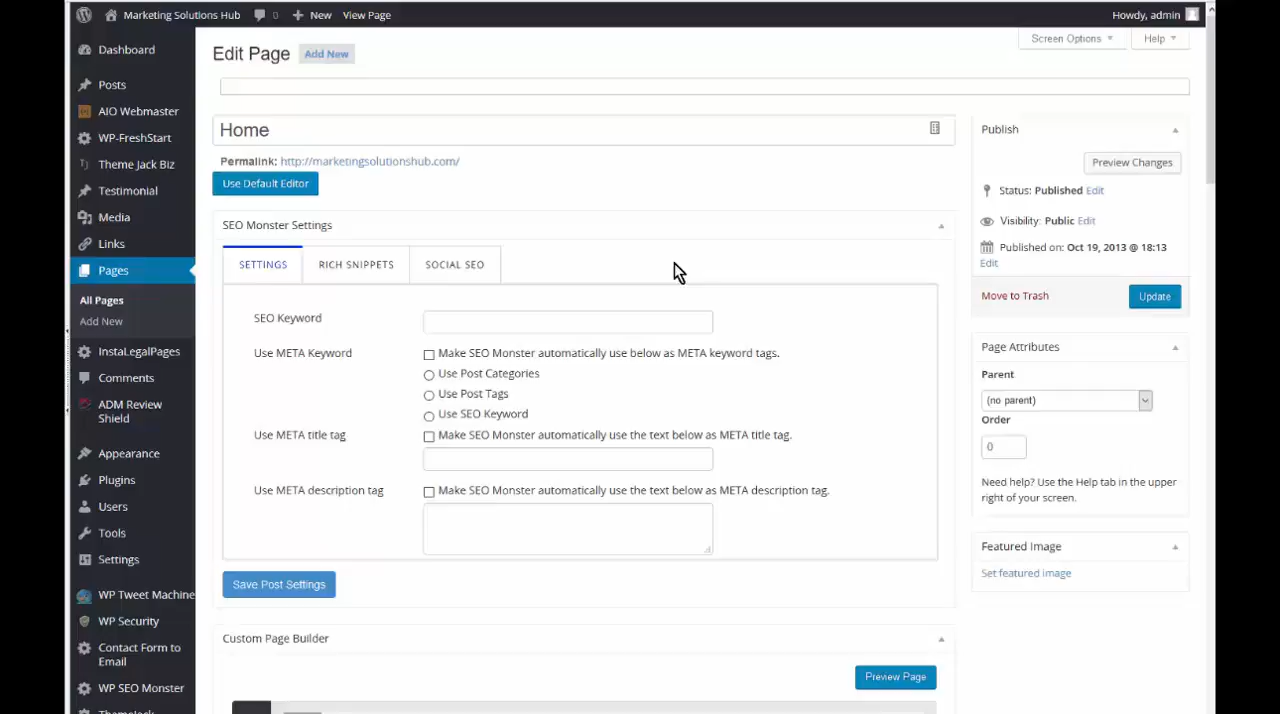 Marketing Solutions Hub 0 + New View Page Howdy, admin
Dashboard
Posts
AIO Webmaster
WP-FreshStart
Theme Jack Biz
Testimonial
Media
Links
Pages
All Pages
Add New
InstaLegalPages
Comments
ADM Review
Shield
Appearance
Plugins
Users
Tools
Settings
WP Tweet Machine
WP Security
Contact Form to
Email
WP SEO Monster
ThemeJack
Edit Page Add New
Screen Options Help
Home
Permalink: http://marketingsolutionshub.com/
Use Default Editor
SEO Monster Settings
SETTINGS RICH SNIPPETS SOCIAL SEO
SEO Keyword
Use META Keyword Make SEO Monster automatically use below as META keyword tags.
Use Post Categories
Use Post Tags
Use SEO Keyword
Use META title tag Make SEO Monster automatically use the text below as META title tag.
Use META description tag Make SEO Monster automatically use the text below as META description tag.
Save Post Settings
Custom Page Builder
Preview Page
Publish
Preview Changes
Status: Published Edit
Visibility: Public Edit
Published on: Oct 19, 2013 @ 18:13
Edit
Move to Trash Update
Page Attributes
Parent
(no parent)
Order
0
Need help? Use the Help tab in the upper
right of your screen.
Featured Image
Set featured image